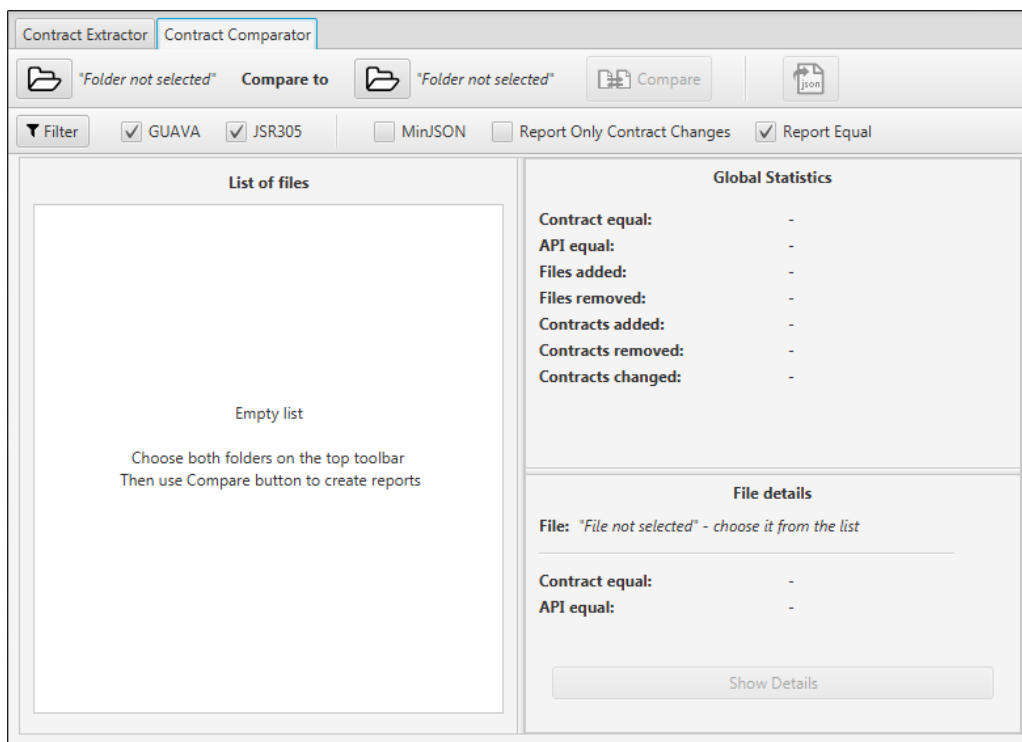 Contract Extractor Contract Comparator
"Folder not selected" Compare to "Folder not selected" Compare json
Filter GUAVA JSR305 MinJSON Report Only Contract Changes Report Equal
List of files
Empty list
Choose both folders on the top toolbar
Then use Compare button to create reports
Global Statistics
Contract equal: -
API equal: -
Files added: -
Files removed: -
Contracts added: -
Contracts removed: -
Contracts changed: -
File details
File: "File not selected" - choose it from the list
Contract equal: -
API equal: -
Show Details